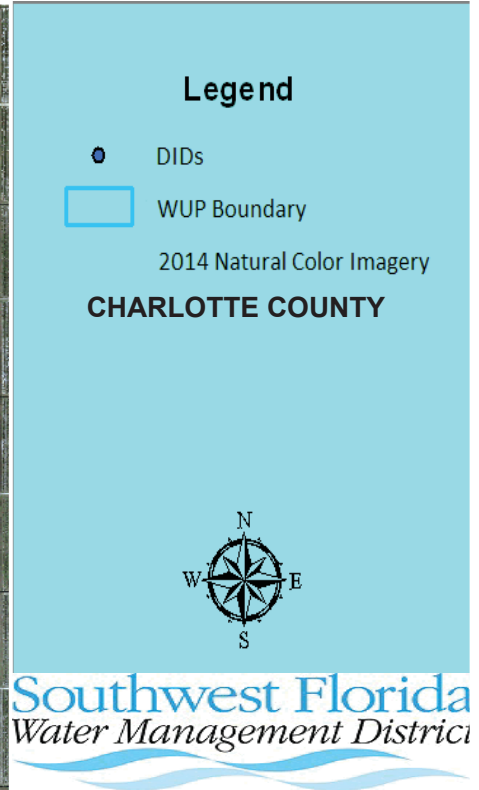 Legend
DIDs
WUP Boundary
2014 Natural Color Imagery
CHARLOTTE COUNTY
N
W E
S
Southwest Florida
Water Management District